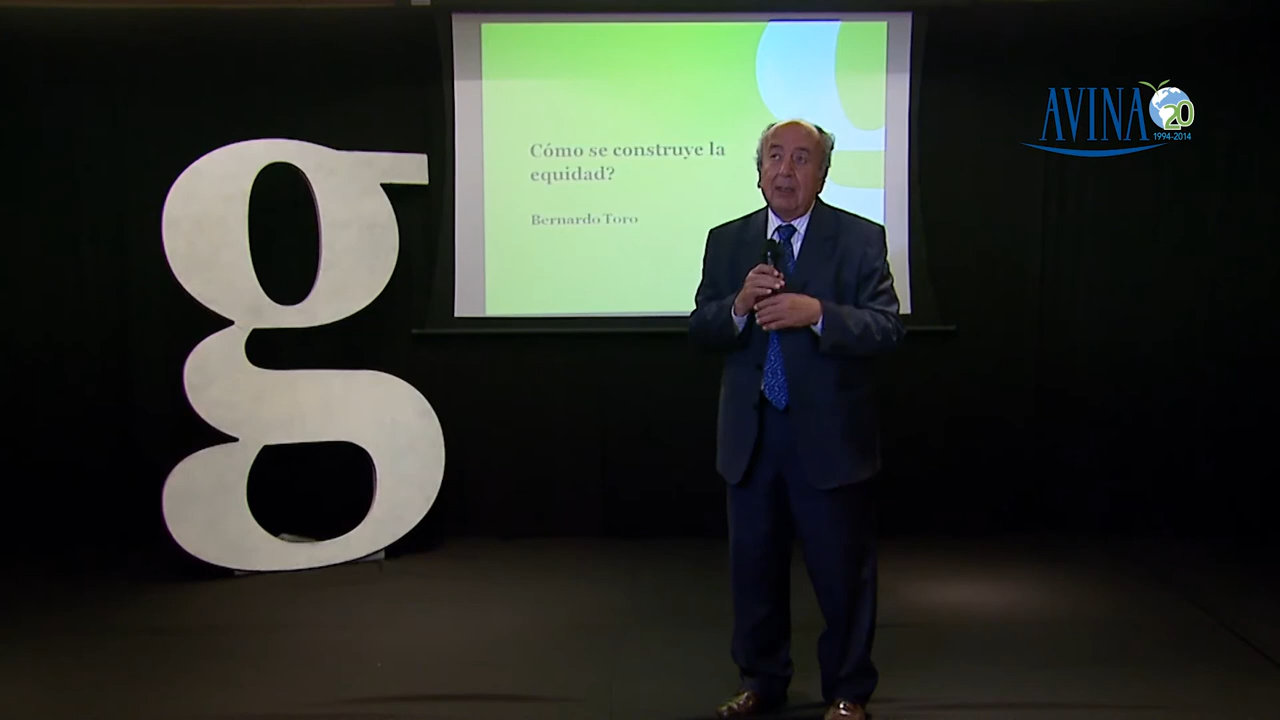 Cómo se construye la
equidad?
Bernardo Toro
g
AVINA 20
1994-2014